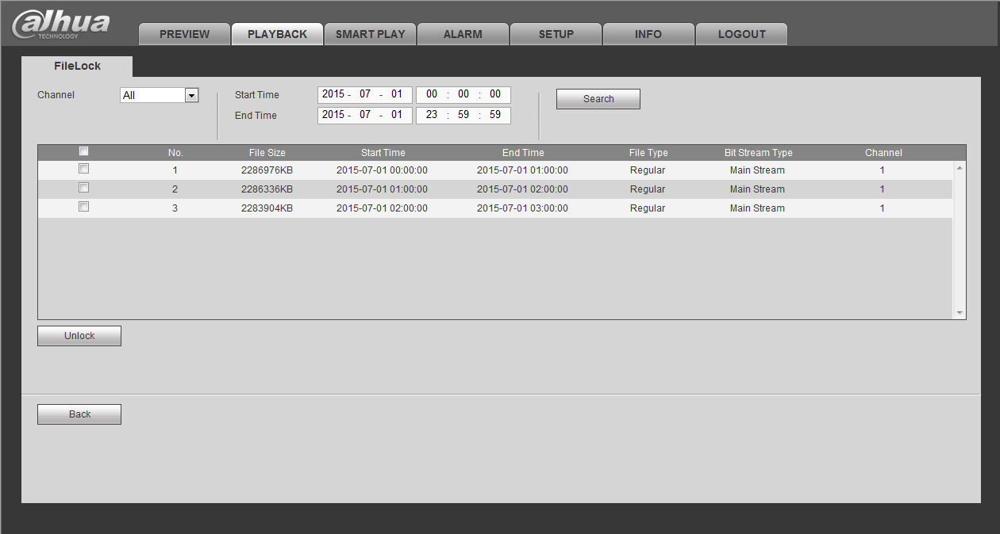 alhua
TECHNOLOGY
PREVIEW PLAYBACK SMART PLAY ALARM SETUP INFO LOGOUT
FileLock
Channel All Start Time 2015 - 07 - 01 00 : 00 : 00 Search
End Time 2015 - 07 - 01 23 : 59 : 59
No. File Size Start Time End Time File Type Bit Stream Type Channel
1 2286976KB 2015-07-01 00:00:00 2015-07-01 01:00:00 Regular Main Stream 1
2 2286336KB 2015-07-01 01:00:00 2015-07-01 02:00:00 Regular Main Stream 1
3 2283904KB 2015-07-01 02:00:00 2015-07-01 03:00:00 Regular Main Stream 1
Unlock
Back